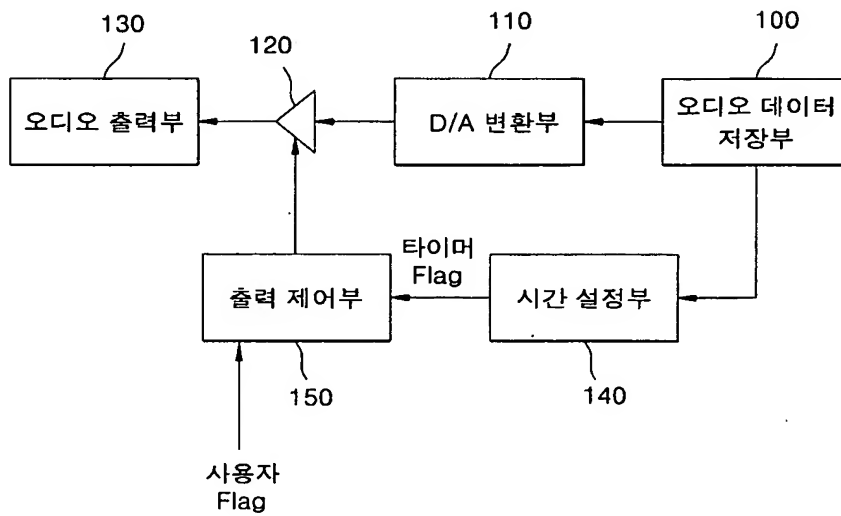 130
120
110
100
오디오 출력부
D/A 변환부
오디오 데이터
저장부
타이머
Flag
출력 제어부
시간 설정부
150
140
사용자
Flag